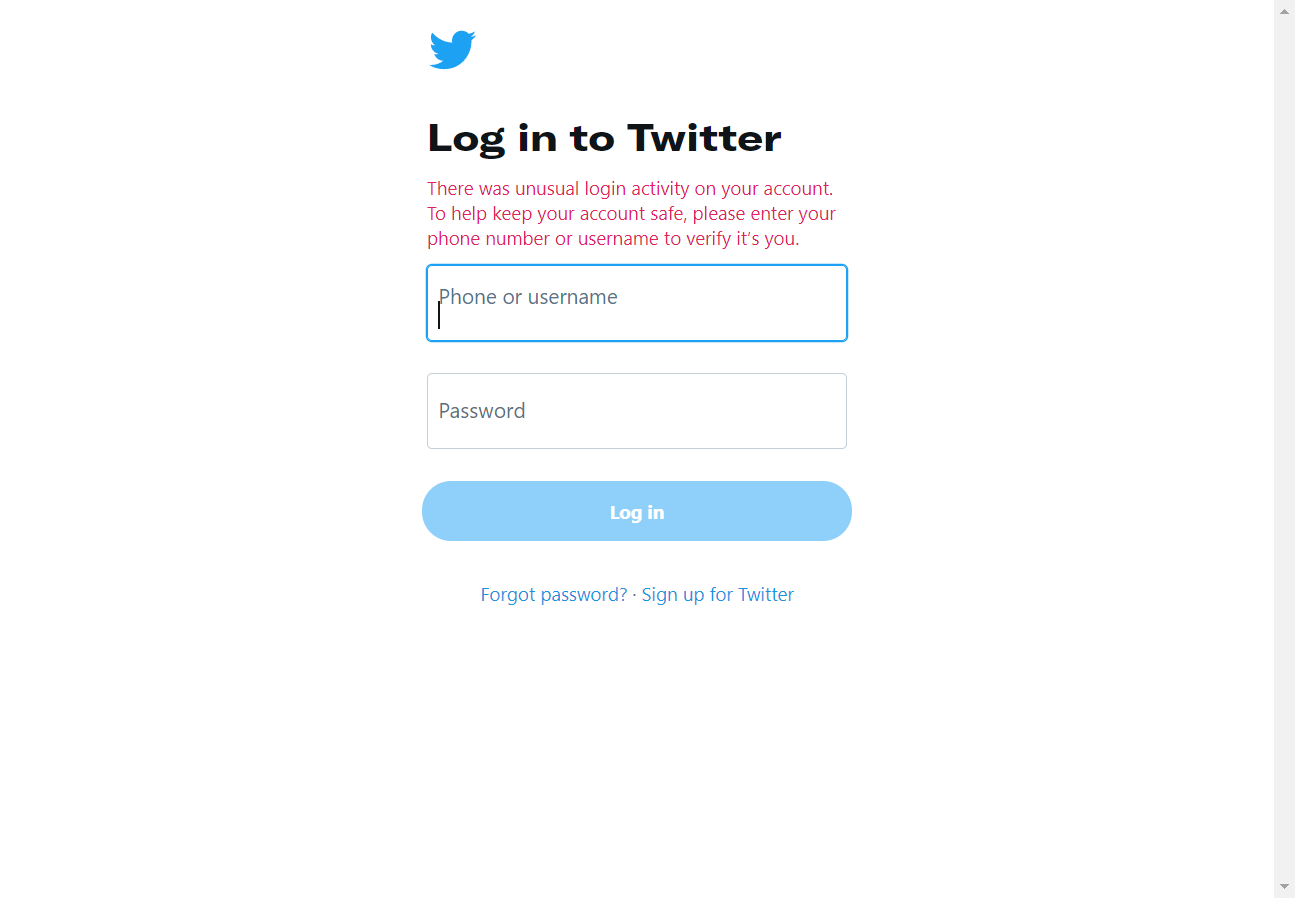 Log in to Twitter
There was unusual login activity on your account.
To help keep your account safe, please enter your
phone number or username to verify it’s you.
Phone or username
Password
Log in
Forgot password? · Sign up for Twitter